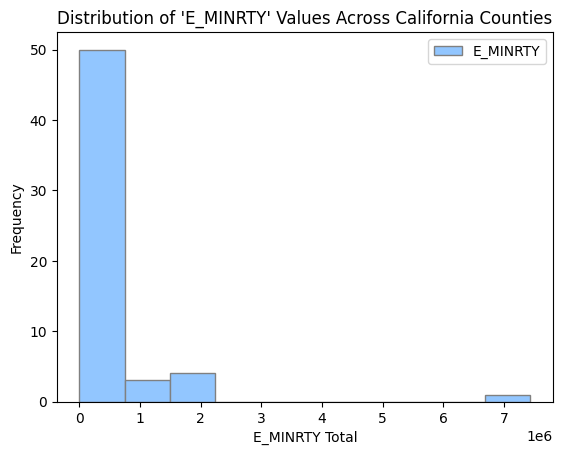 Distribution of 'E_MINRTY' Values Across California Counties
E_MINRTY
50
40
30
20
10
0
Frequency
0 1 2 3 4 5 6 7
1e6
E_MINRTY Total